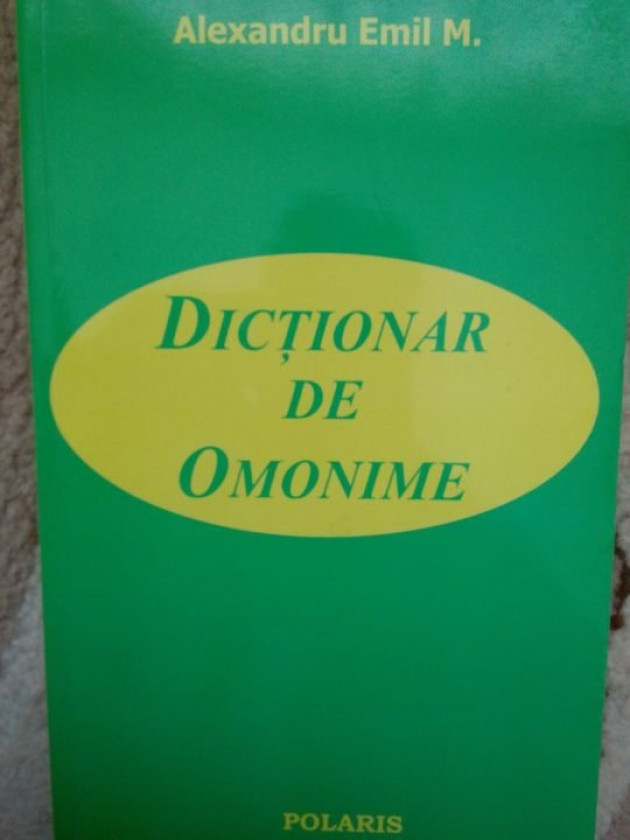 Alexandru Emil M.
DICȚIONAR
DE
OMONIME
POLARIS